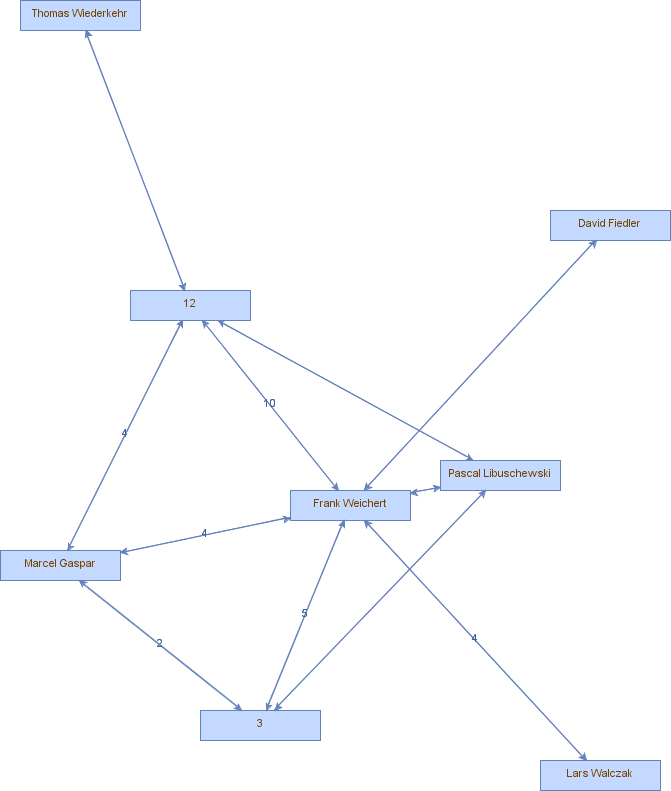 Thomas Wiederkehr
David Fiedler
12
10
4
Pascal Libuschewski
Frank Weichert
4
Marcel Gaspar
5
4
2
3
Lars Walczak